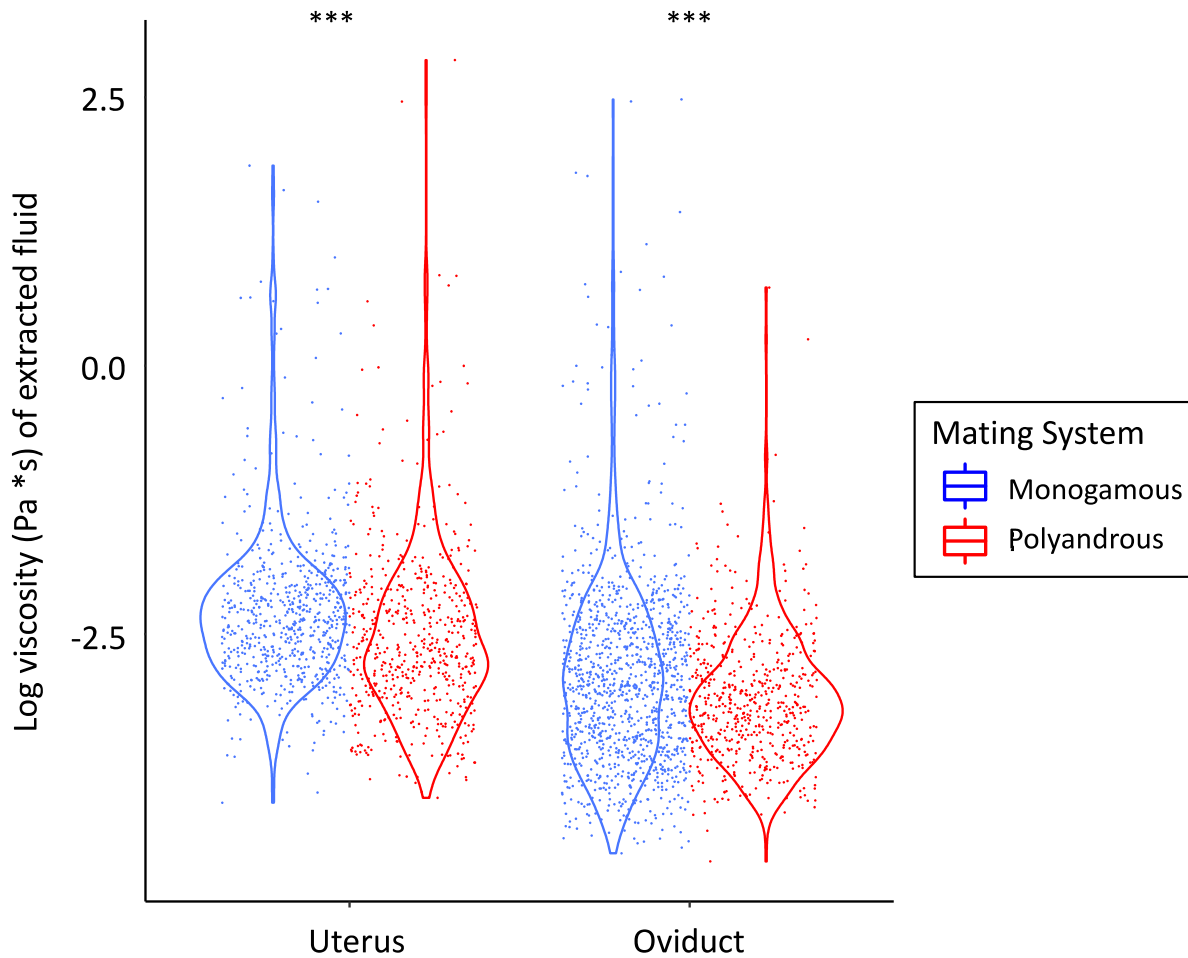 *** ***
2.5
0.0
-2.5
Log viscosity (Pa *s) of extracted fluid
Uterus Oviduct
Mating System
Monogamous
Polyandrous